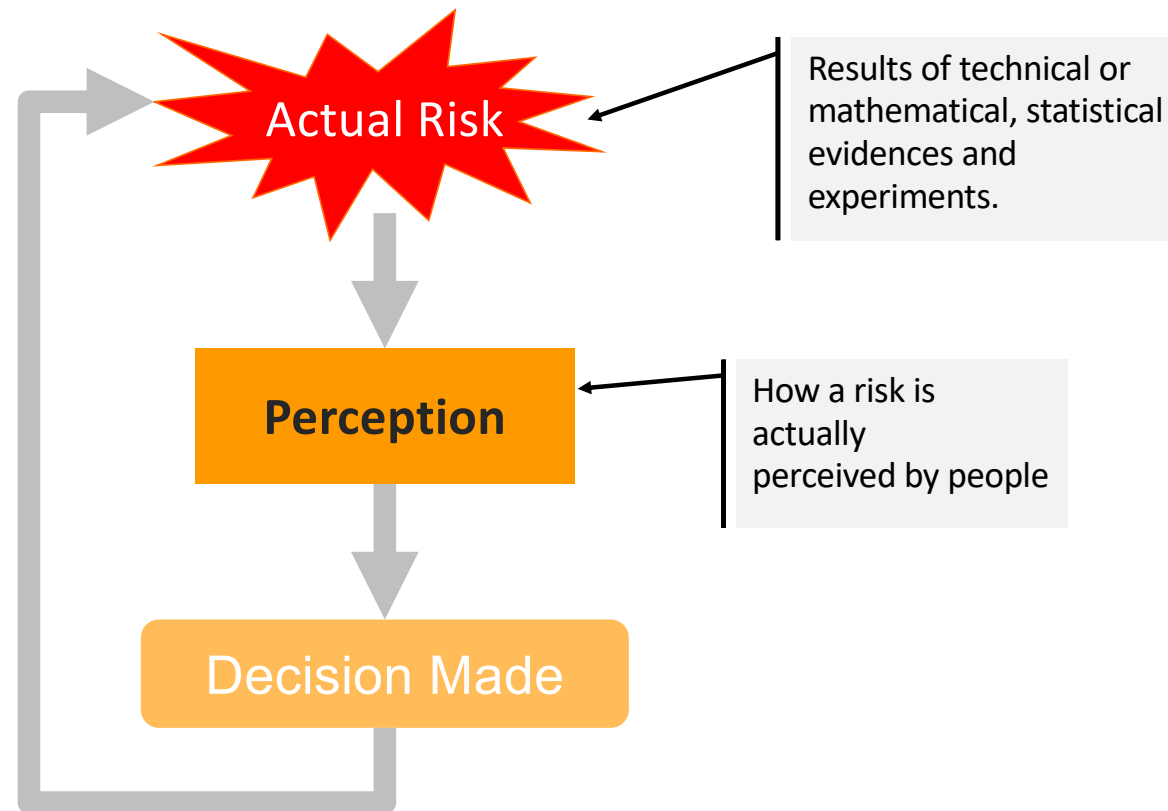 Actual Risk
Results of technical or
mathematical, statistical
evidences and
experiments.
Perception
How a risk is
actually
perceived by people
Decision Made